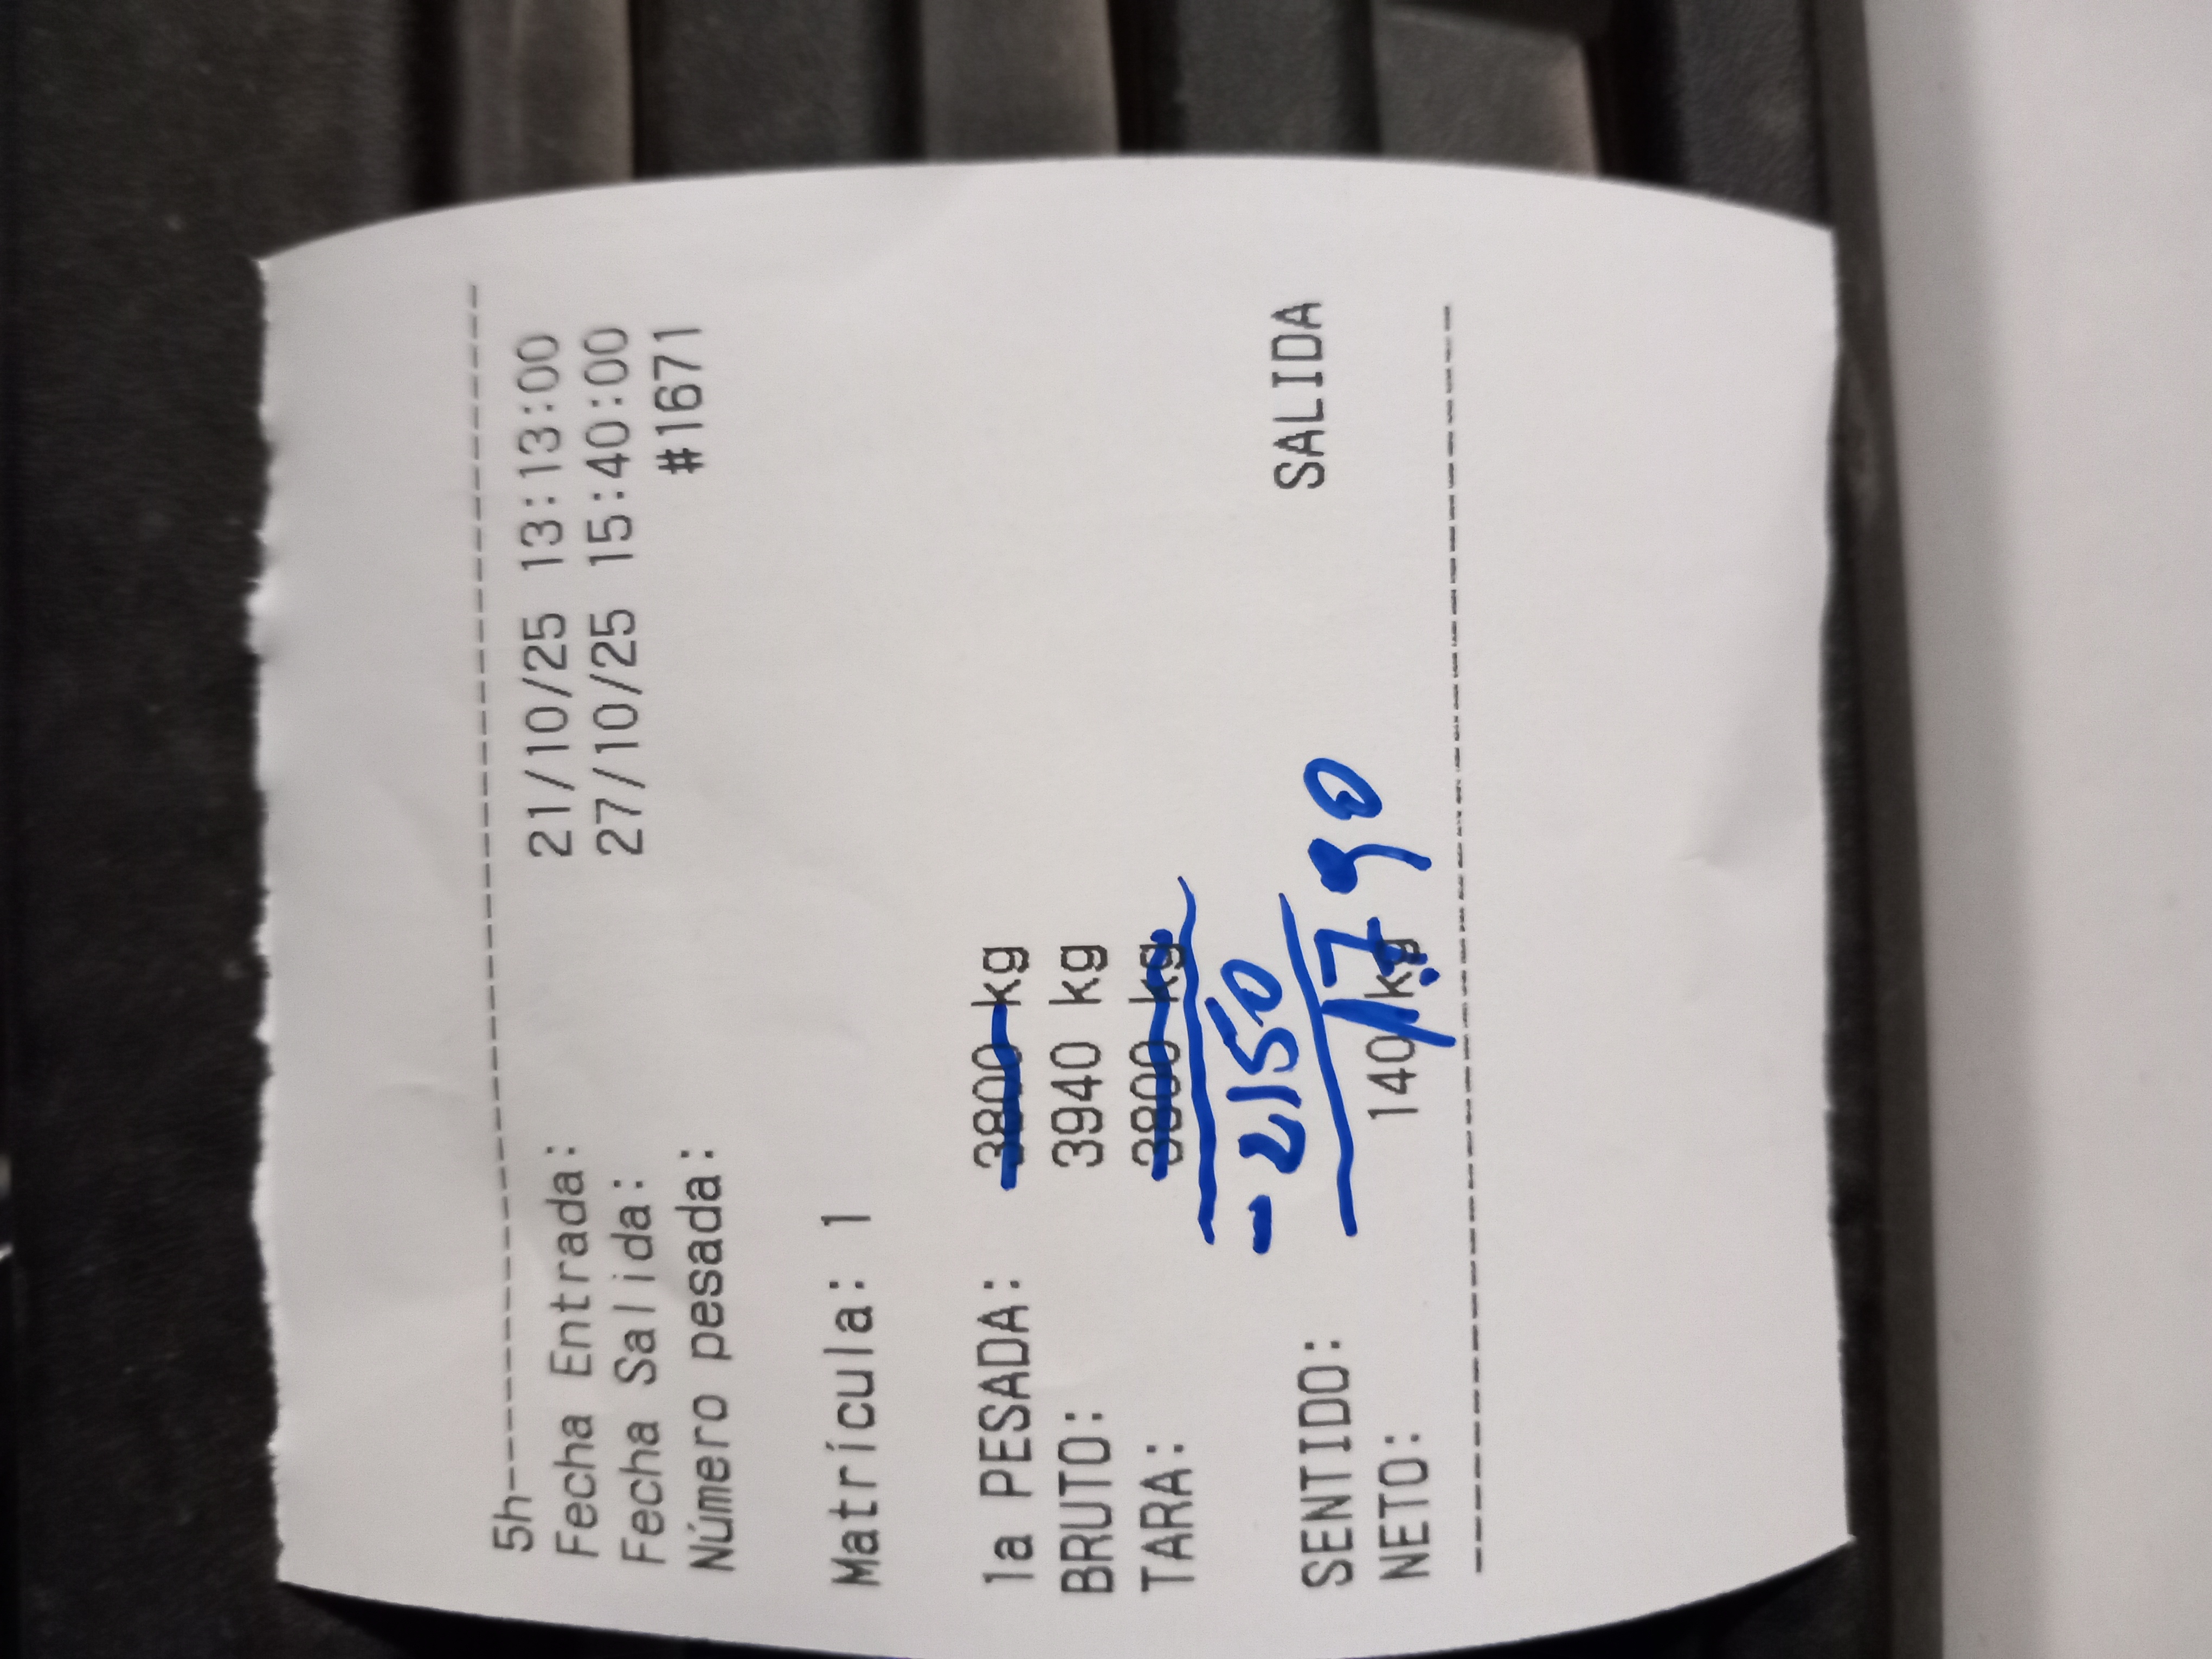 5h--------------------------------
Fecha Entrada: 21/10/25 13:13:00
Fecha Salida: 27/10/25 15:40:00
Número pesada: #1671
Matrícula: 1
1a PESADA: 3800 kg
BRUTO: 3940 kg
TARA: 3800 kg
- 2150
SENTIDO: SALIDA
1.790
NETO: 140 kg